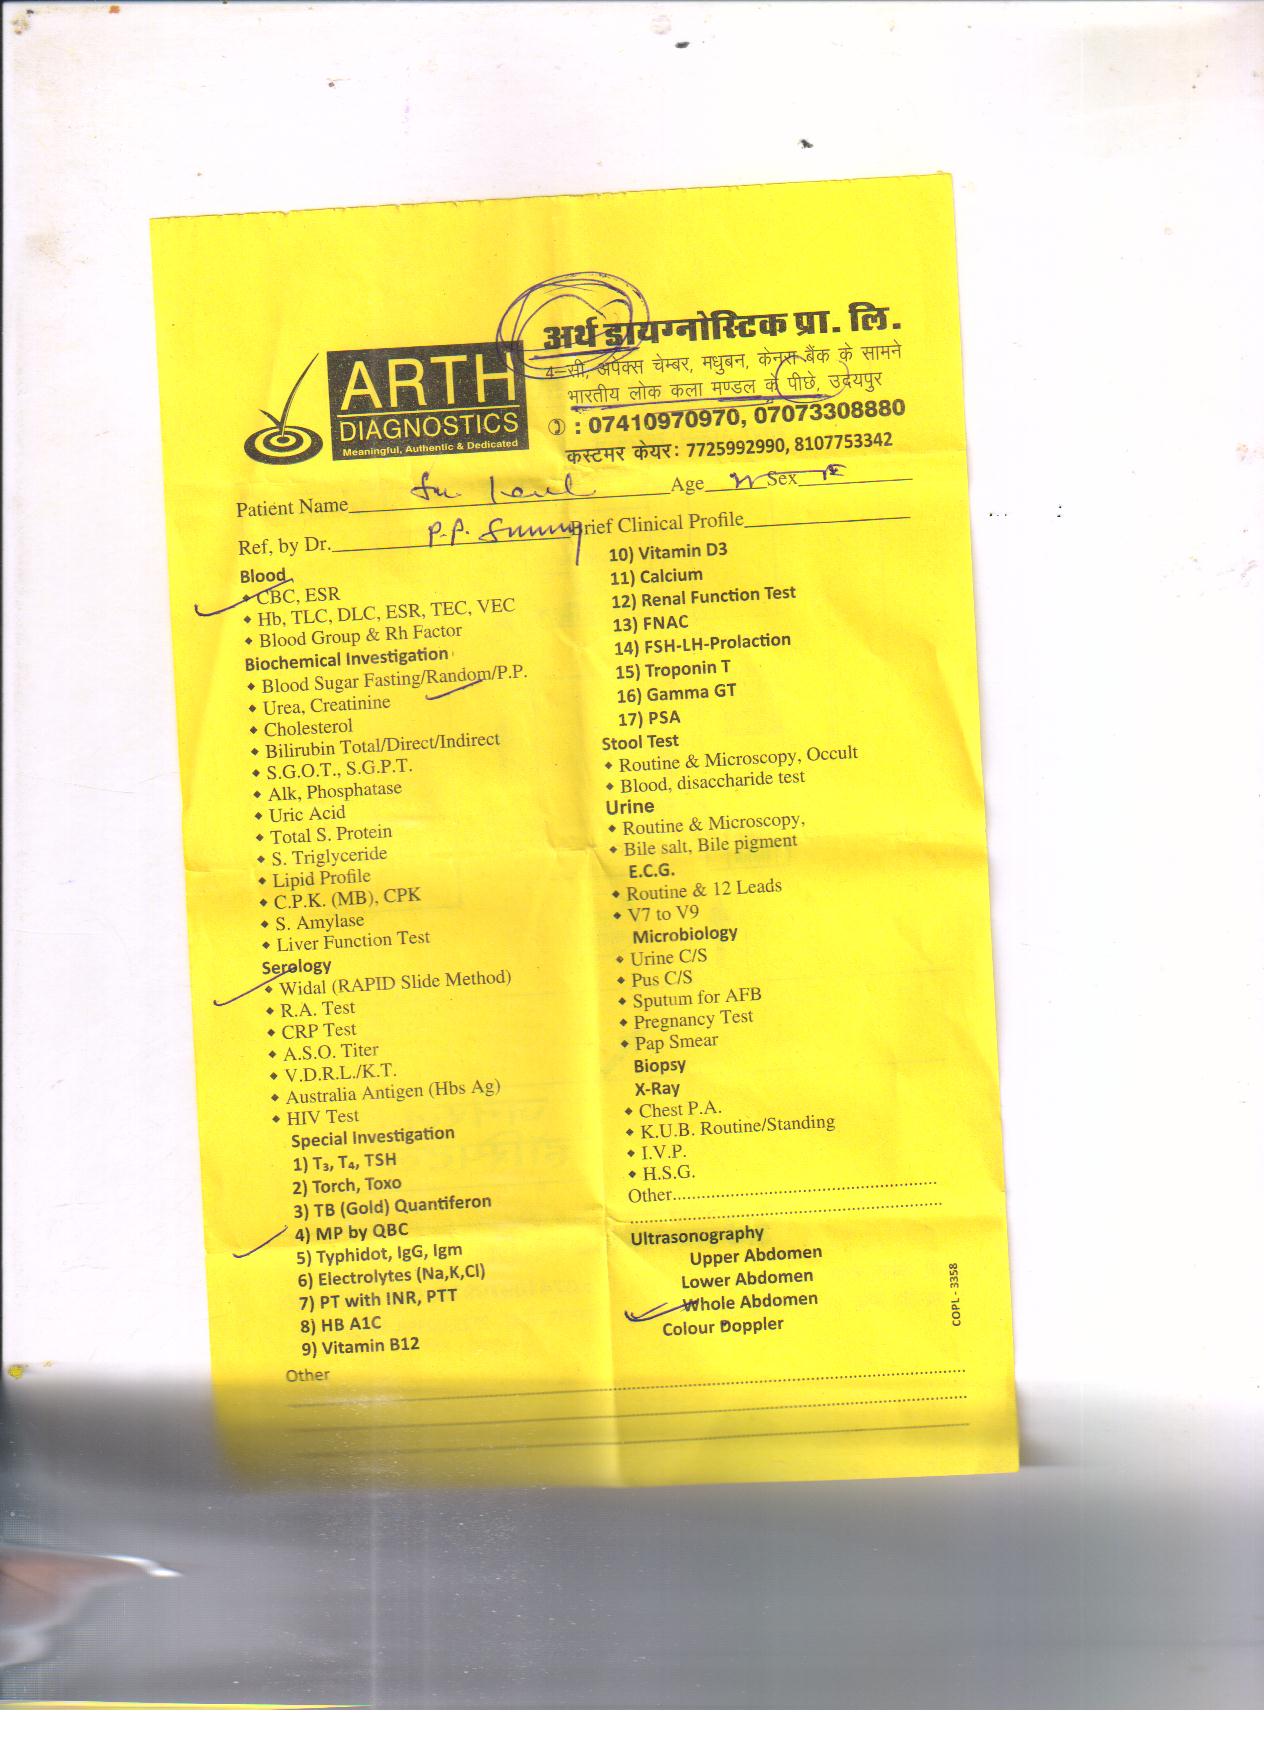 अर्थ डायग्नोस्टिक प्रा. लि.
4-सी, अपेक्स चेम्बर, मधुबन, केनरा बैंक के सामने
भारतीय लोक कला मण्डल के पीछे, उदयपुर
: 07410970970, 07073308880
कस्टमर केयर: 7725992990, 8107753342
ARTH
DIAGNOSTICS
Meaningful, Authentic & Dedicated
Patient Name Age Sex
Ref, by Dr. P.P. Brief Clinical Profile
Blood
• CBC, ESR
• Hb, TLC, DLC, ESR, TEC, VEC
• Blood Group & Rh Factor
Biochemical Investigation
• Blood Sugar Fasting/Random/P.P.
• Urea, Creatinine
• Cholesterol
• Bilirubin Total/Direct/Indirect
• S.G.O.T., S.G.P.T.
• Alk, Phosphatase
• Uric Acid
• Total S. Protein
• S. Triglyceride
• Lipid Profile
• C.P.K. (MB), CPK
• S. Amylase
• Liver Function Test
Serology
• Widal (RAPID Slide Method)
• R.A. Test
• CRP Test
• A.S.O. Titer
• V.D.R.L./K.T.
• Australia Antigen (Hbs Ag)
• HIV Test
Special Investigation
1) T₃, T₄, TSH
2) Torch, Toxo
3) TB (Gold) Quantiferon
4) MP by QBC
5) Typhidot, IgG, Igm
6) Electrolytes (Na,K,Cl)
7) PT with INR, PTT
8) HB A1C
9) Vitamin B12
Other
10) Vitamin D3
11) Calcium
12) Renal Function Test
13) FNAC
14) FSH-LH-Prolaction
15) Troponin T
16) Gamma GT
17) PSA
Stool Test
• Routine & Microscopy, Occult
• Blood, disaccharide test
Urine
• Routine & Microscopy,
• Bile salt, Bile pigment
E.C.G.
• Routine & 12 Leads
• V7 to V9
Microbiology
• Urine C/S
• Pus C/S
• Sputum for AFB
• Pregnancy Test
• Pap Smear
Biopsy
X-Ray
• Chest P.A.
• K.U.B. Routine/Standing
• I.V.P.
• H.S.G.
Other
Ultrasonography
Upper Abdomen
Lower Abdomen
Whole Abdomen
Colour Doppler
COPL - 3358